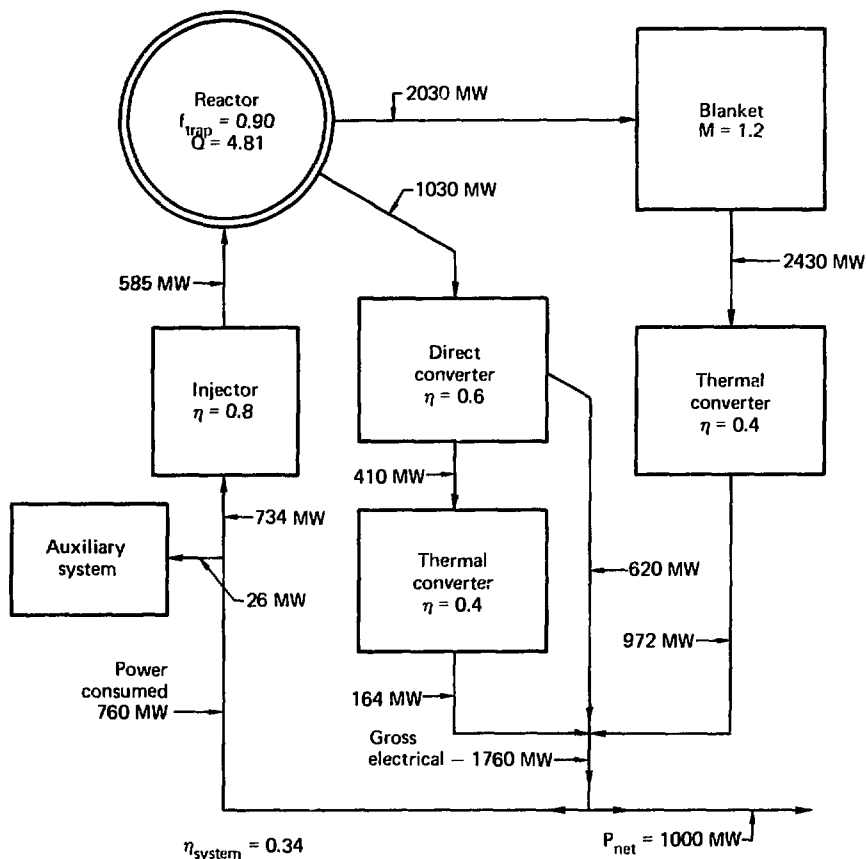 Reactor
f_trap = 0.90
Q = 4.81
2030 MW
Blanket
M = 1.2
1030 MW
585 MW
2430 MW
Injector
η = 0.8
Direct
converter
η = 0.6
Thermal
converter
η = 0.4
410 MW
734 MW
Auxiliary
system
26 MW
Thermal
converter
η = 0.4
620 MW
972 MW
Power
consumed
760 MW
164 MW
Gross
electrical – 1760 MW
η_system = 0.34
P_net = 1000 MW